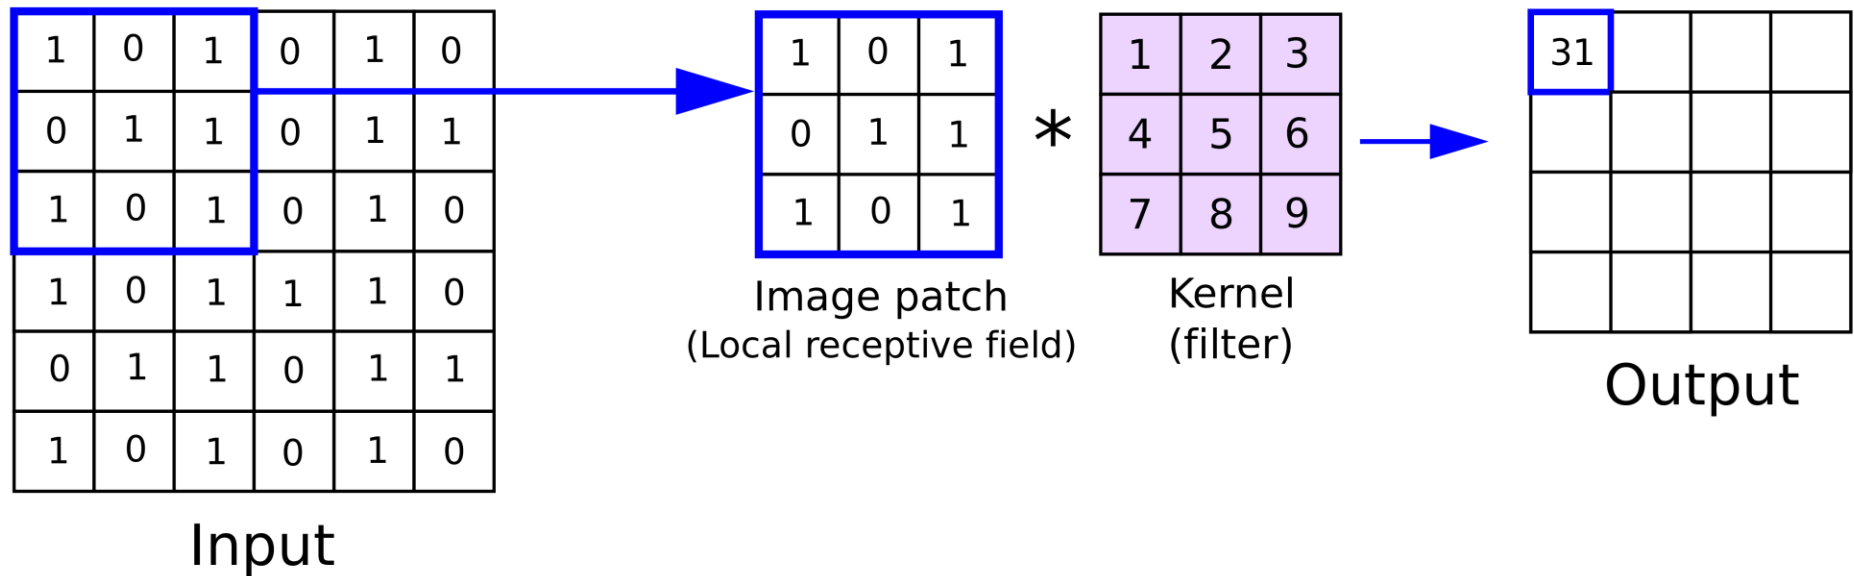 1 0 1 0 1 0
0 1 1 0 1 1
1 0 1 0 1 0
1 0 1 1 1 0
0 1 1 0 1 1
1 0 1 0 1 0
Input
1 0 1
0 1 1
1 0 1
Image patch
(Local receptive field)
*
1 2 3
4 5 6
7 8 9
Kernel
(filter)
31
Output